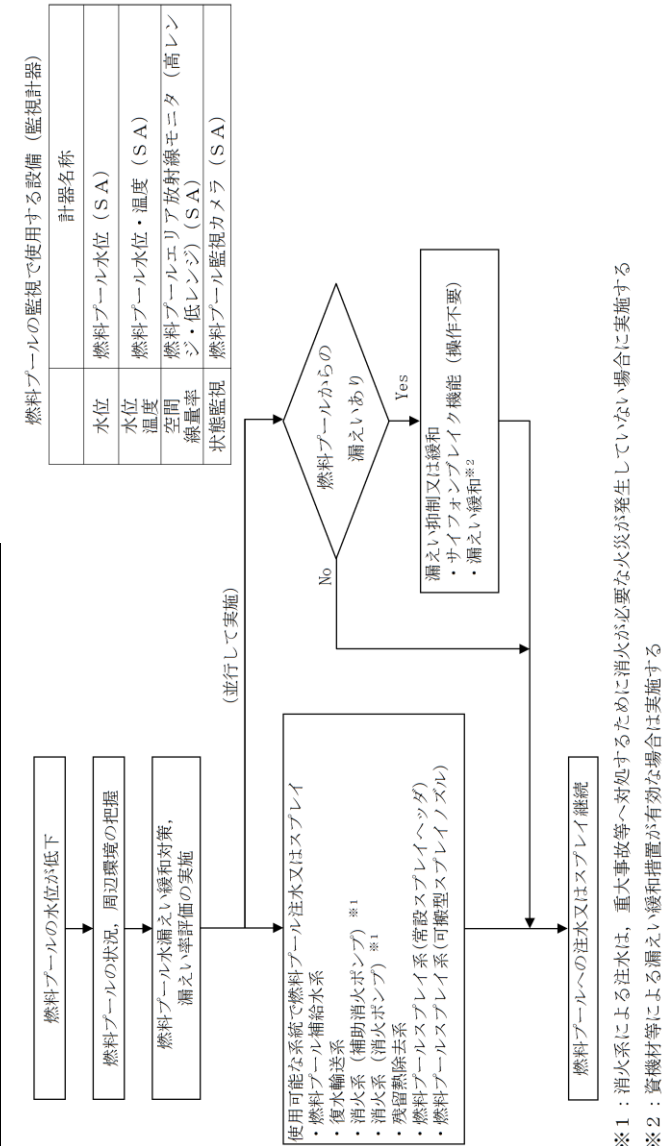 燃料プールの監視で使用する設備（監視計器）
計器名称
水位 燃料プール水位（ＳＡ）
水位
温度
燃料プール水位・温度（ＳＡ）
空間
線量率
燃料プールエリア放射線モニタ（高レン
ジ・低レンジ）（ＳＡ）
状態監視 燃料プール監視カメラ（ＳＡ）
燃料プールの水位が低下
燃料プールの状況，周辺環境の把握
燃料プール水漏えい緩和対策，
漏えい率評価の実施
（並行して実施）
使用可能な系統で燃料プール注水又はスプレイ
・燃料プール補給水系
・復水輸送系
・消火系（補助消火ポンプ）※１
・消火系（消火ポンプ）※１
・残留熱除去系
・燃料プールスプレイ系(常設スプレイヘッダ)
・燃料プールスプレイ系(可搬型スプレイノズル)
燃料プールからの
漏えいあり
No
Yes
漏えい抑制又は緩和
・サイフォンブレイク機能（操作不要）
・漏えい緩和※２
燃料プールへの注水又はスプレイ継続
※１：消火系による注水は，重大事故等へ対処するために消火が必要な火災が発生していない場合に実施する
※２：資機材等による漏えい緩和措置が有効な場合は実施する